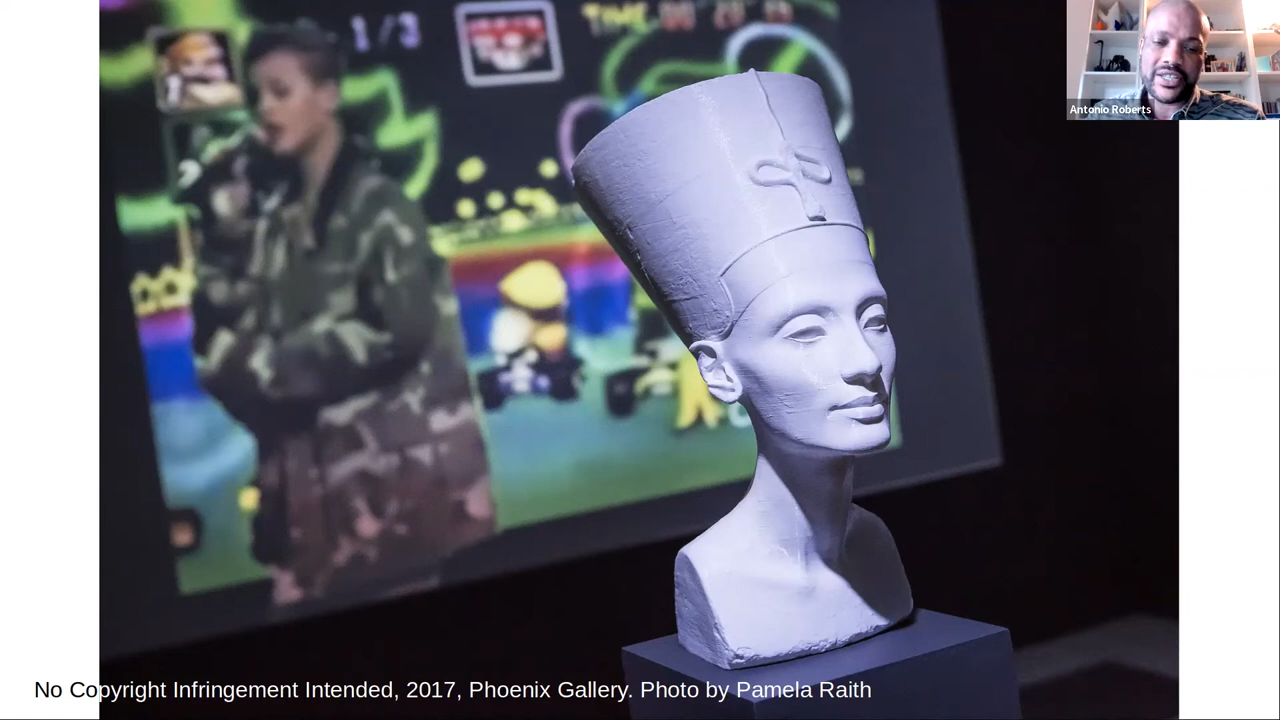 1/3
TIME
Antonio Roberts
No Copyright Infringement Intended, 2017, Phoenix Gallery. Photo by Pamela Raith